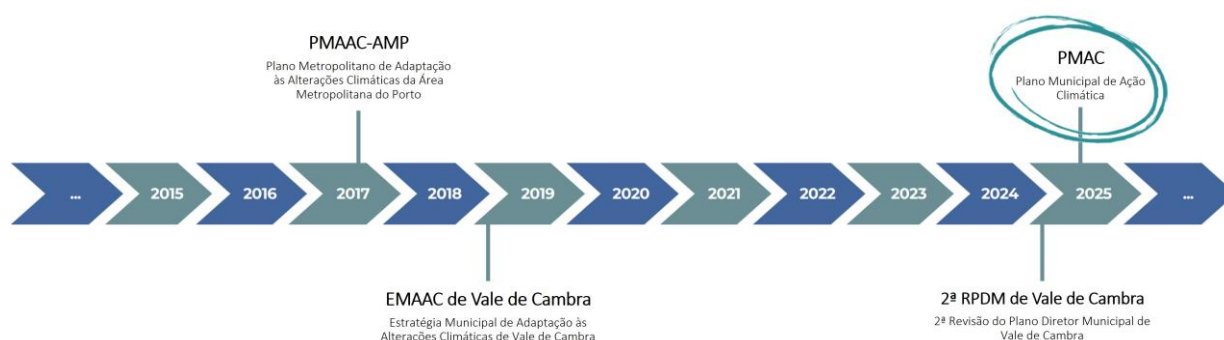 PMAAC-AMP
Plano Metropolitano de Adaptação
às Alterações Climáticas da Área
Metropolitana do Porto
PMAC
Plano Municipal de Ação
Climática
... 2015 2016 2017 2018 2019 2020 2021 2022 2023 2024 2025 ...
EMAAC de Vale de Cambra
Estratégia Municipal de Adaptação às
Alterações Climáticas de Vale de Cambra
2ª RPDM de Vale de Cambra
2ª Revisão do Plano Diretor Municipal de
Vale de Cambra